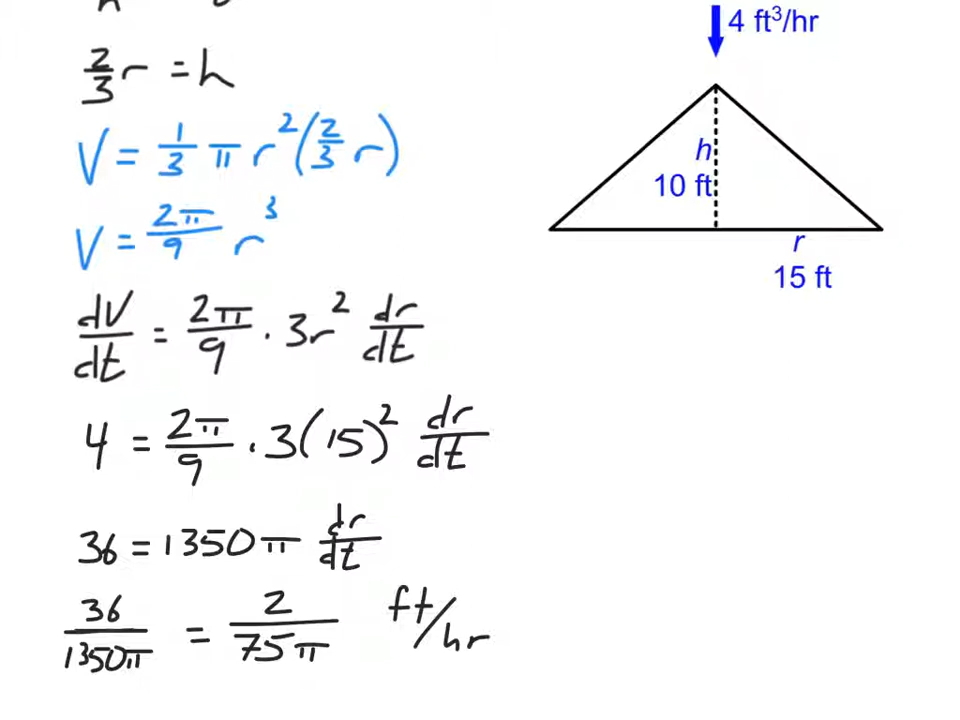 4 ft³/hr
2/3 r = h
V = 1/3 π r²(2/3 r)
h
10 ft
V = 2π/9 r³
r
15 ft
dV/dt = 2π/9 · 3r² dr/dt
4 = 2π/9 · 3(15)² dr/dt
36 = 1350π dr/dt
36/1350π = 2/75π ft/hr